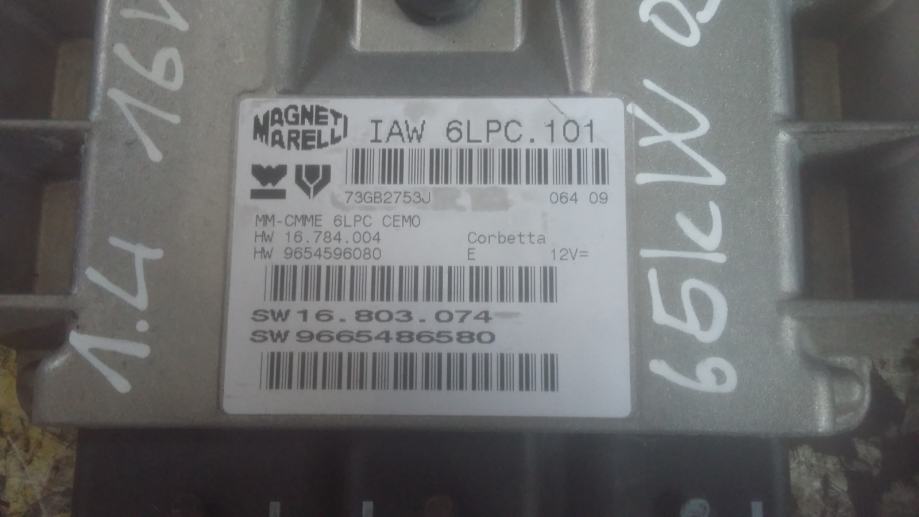 1.4 16V
MAGNETI
MARELLI
IAW 6LPC.101
73GB2753J
064 09
MM-CMME 6LPC CEM0
HW 16.784.004 Corbetta
HW 9654596080 E 12V=
SW 16.803.074
SW 9665486580
65kW